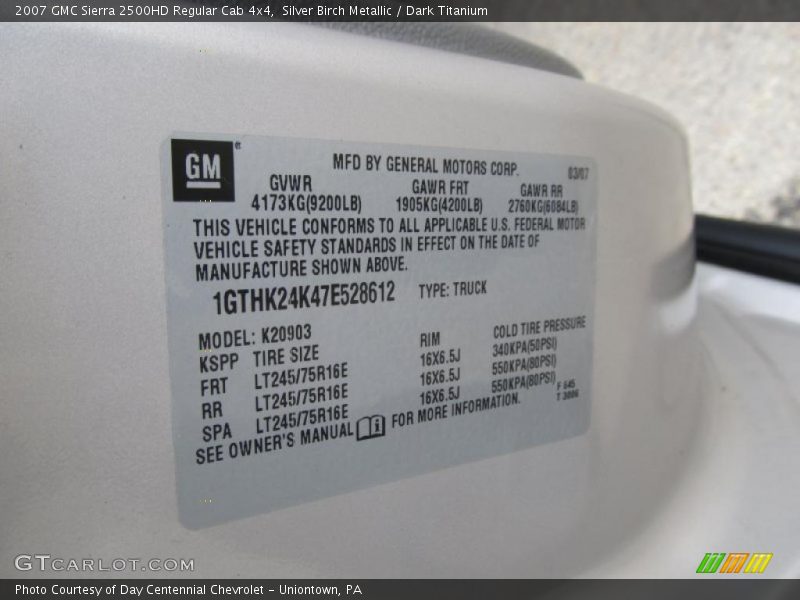 2007 GMC Sierra 2500HD Regular Cab 4x4, Silver Birch Metallic / Dark Titanium
GM®
MFD BY GENERAL MOTORS CORP. 03/07
GVWR GAWR FRT GAWR RR
4173KG(9200LB) 1905KG(4200LB) 2760KG(6084LB)
THIS VEHICLE CONFORMS TO ALL APPLICABLE U.S. FEDERAL MOTOR
VEHICLE SAFETY STANDARDS IN EFFECT ON THE DATE OF
MANUFACTURE SHOWN ABOVE.
1GTHK24K47E528612 TYPE: TRUCK
MODEL: K20903
KSPP TIRE SIZE RIM COLD TIRE PRESSURE
FRT LT245/75R16E 16X6.5J 340KPA(50PSI)
RR LT245/75R16E 16X6.5J 550KPA(80PSI)
SPA LT245/75R16E 16X6.5J 550KPA(80PSI)
SEE OWNER'S MANUAL FOR MORE INFORMATION.
F 645
T 3006
GTCARLOT.COM
Photo Courtesy of Day Centennial Chevrolet - Uniontown, PA